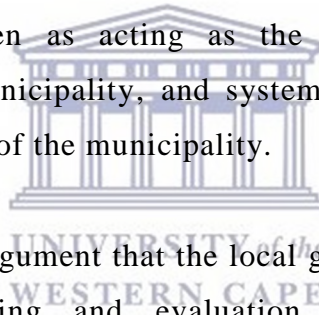 en as acting as the
nicipality, and system
of the municipality.
UNIVERSITY of the
gument that the local g
WESTERN CAPE
ing and evaluation